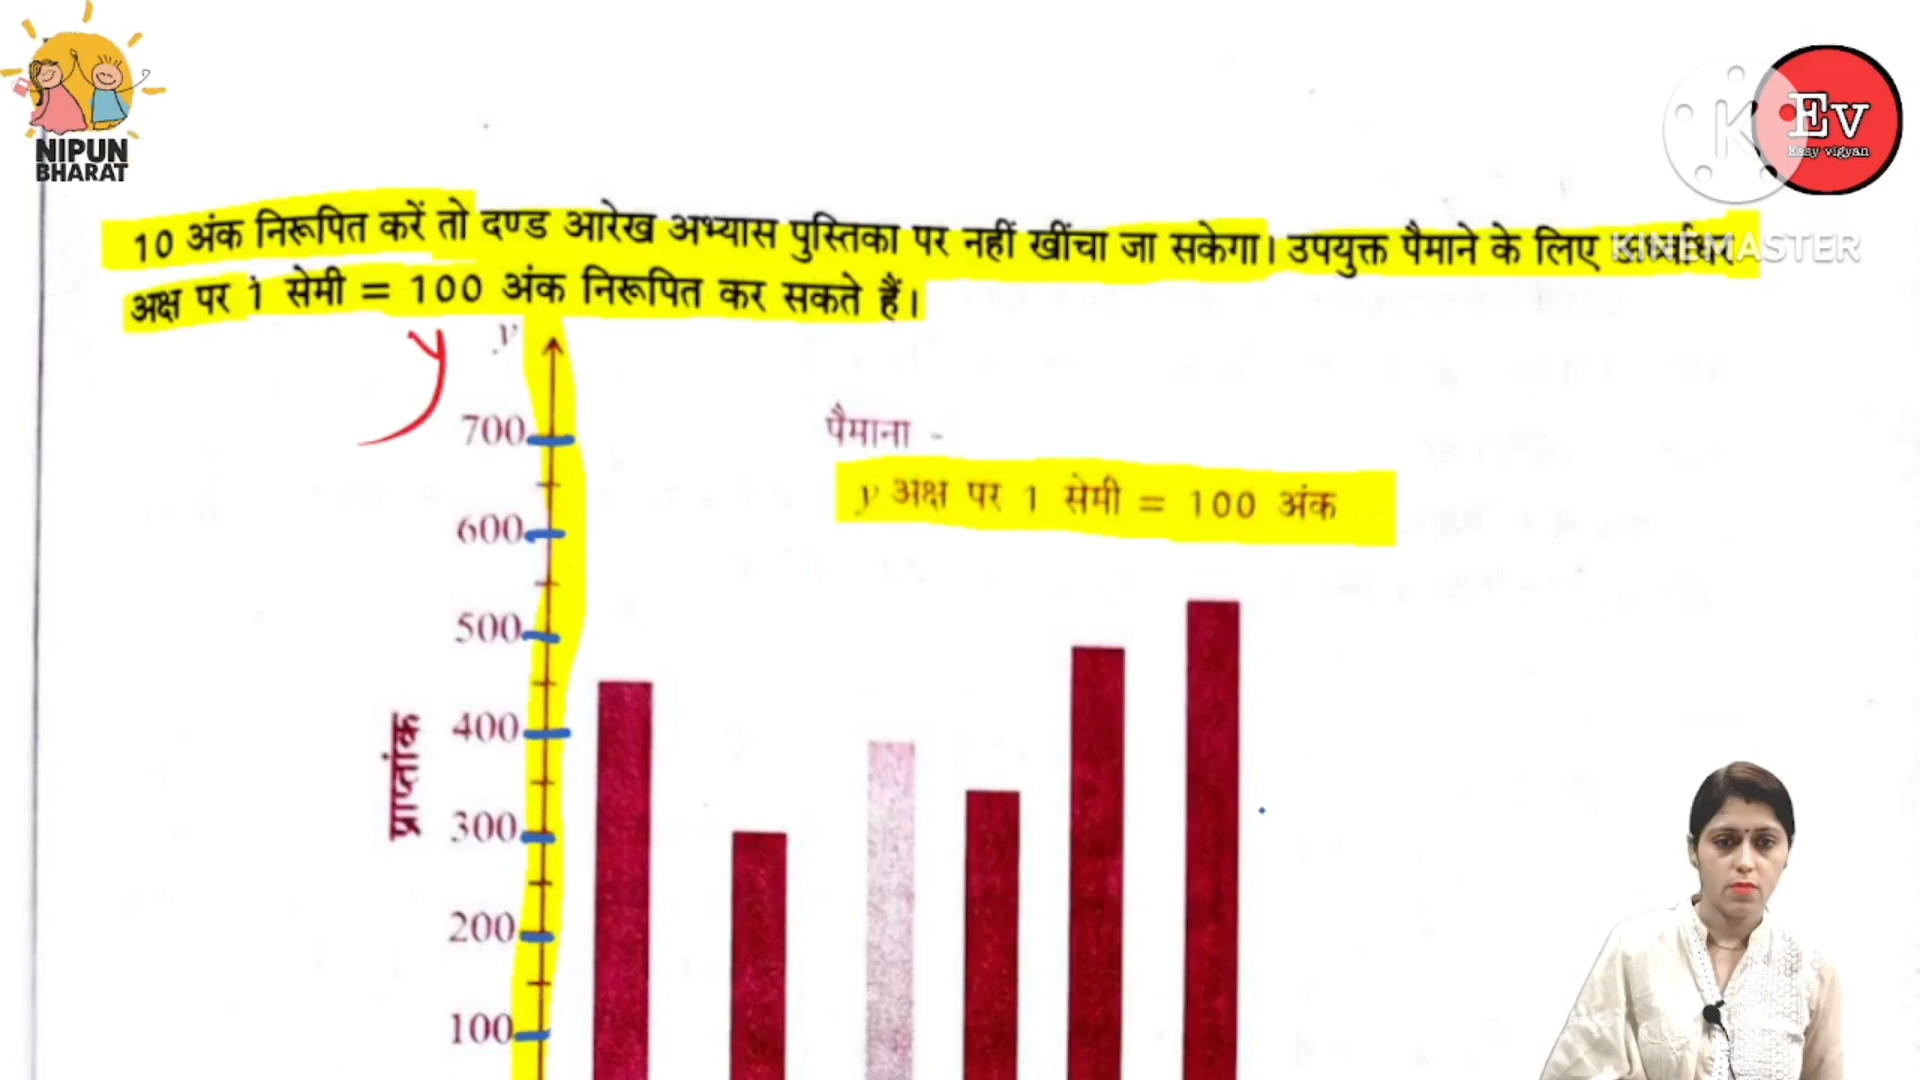 NIPUN
BHARAT
Ev
Easy vigyan
K
KINEMASTER
10 अंक निरूपित करें तो दण्ड आरेख अभ्यास पुस्तिका पर नहीं खींचा जा सकेगा। उपयुक्त पैमाने के लिए
अक्ष पर 1 सेमी = 100 अंक निरूपित कर सकते हैं।
y
y
पैमाना -
y अक्ष पर 1 सेमी = 100 अंक
700
600
500
400
300
200
100
प्राप्तांक